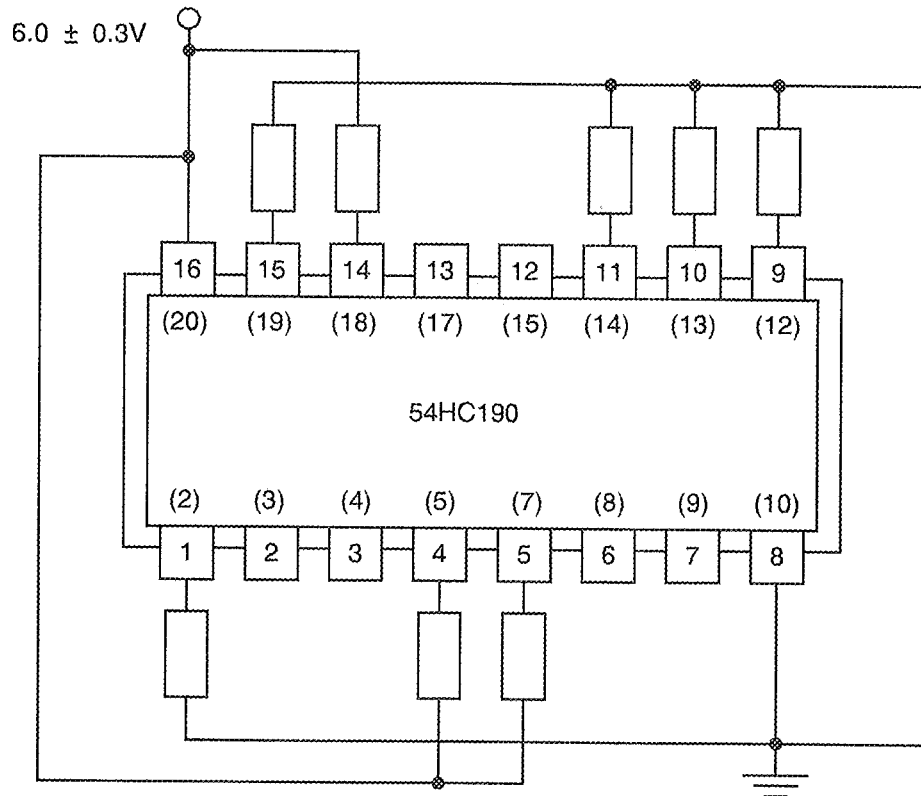 6.0 ± 0.3V
16 15 14 13 12 11 10 9
(20) (19) (18) (17) (15) (14) (13) (12)
54HC190
(2) (3) (4) (5) (7) (8) (9) (10)
1 2 3 4 5 6 7 8